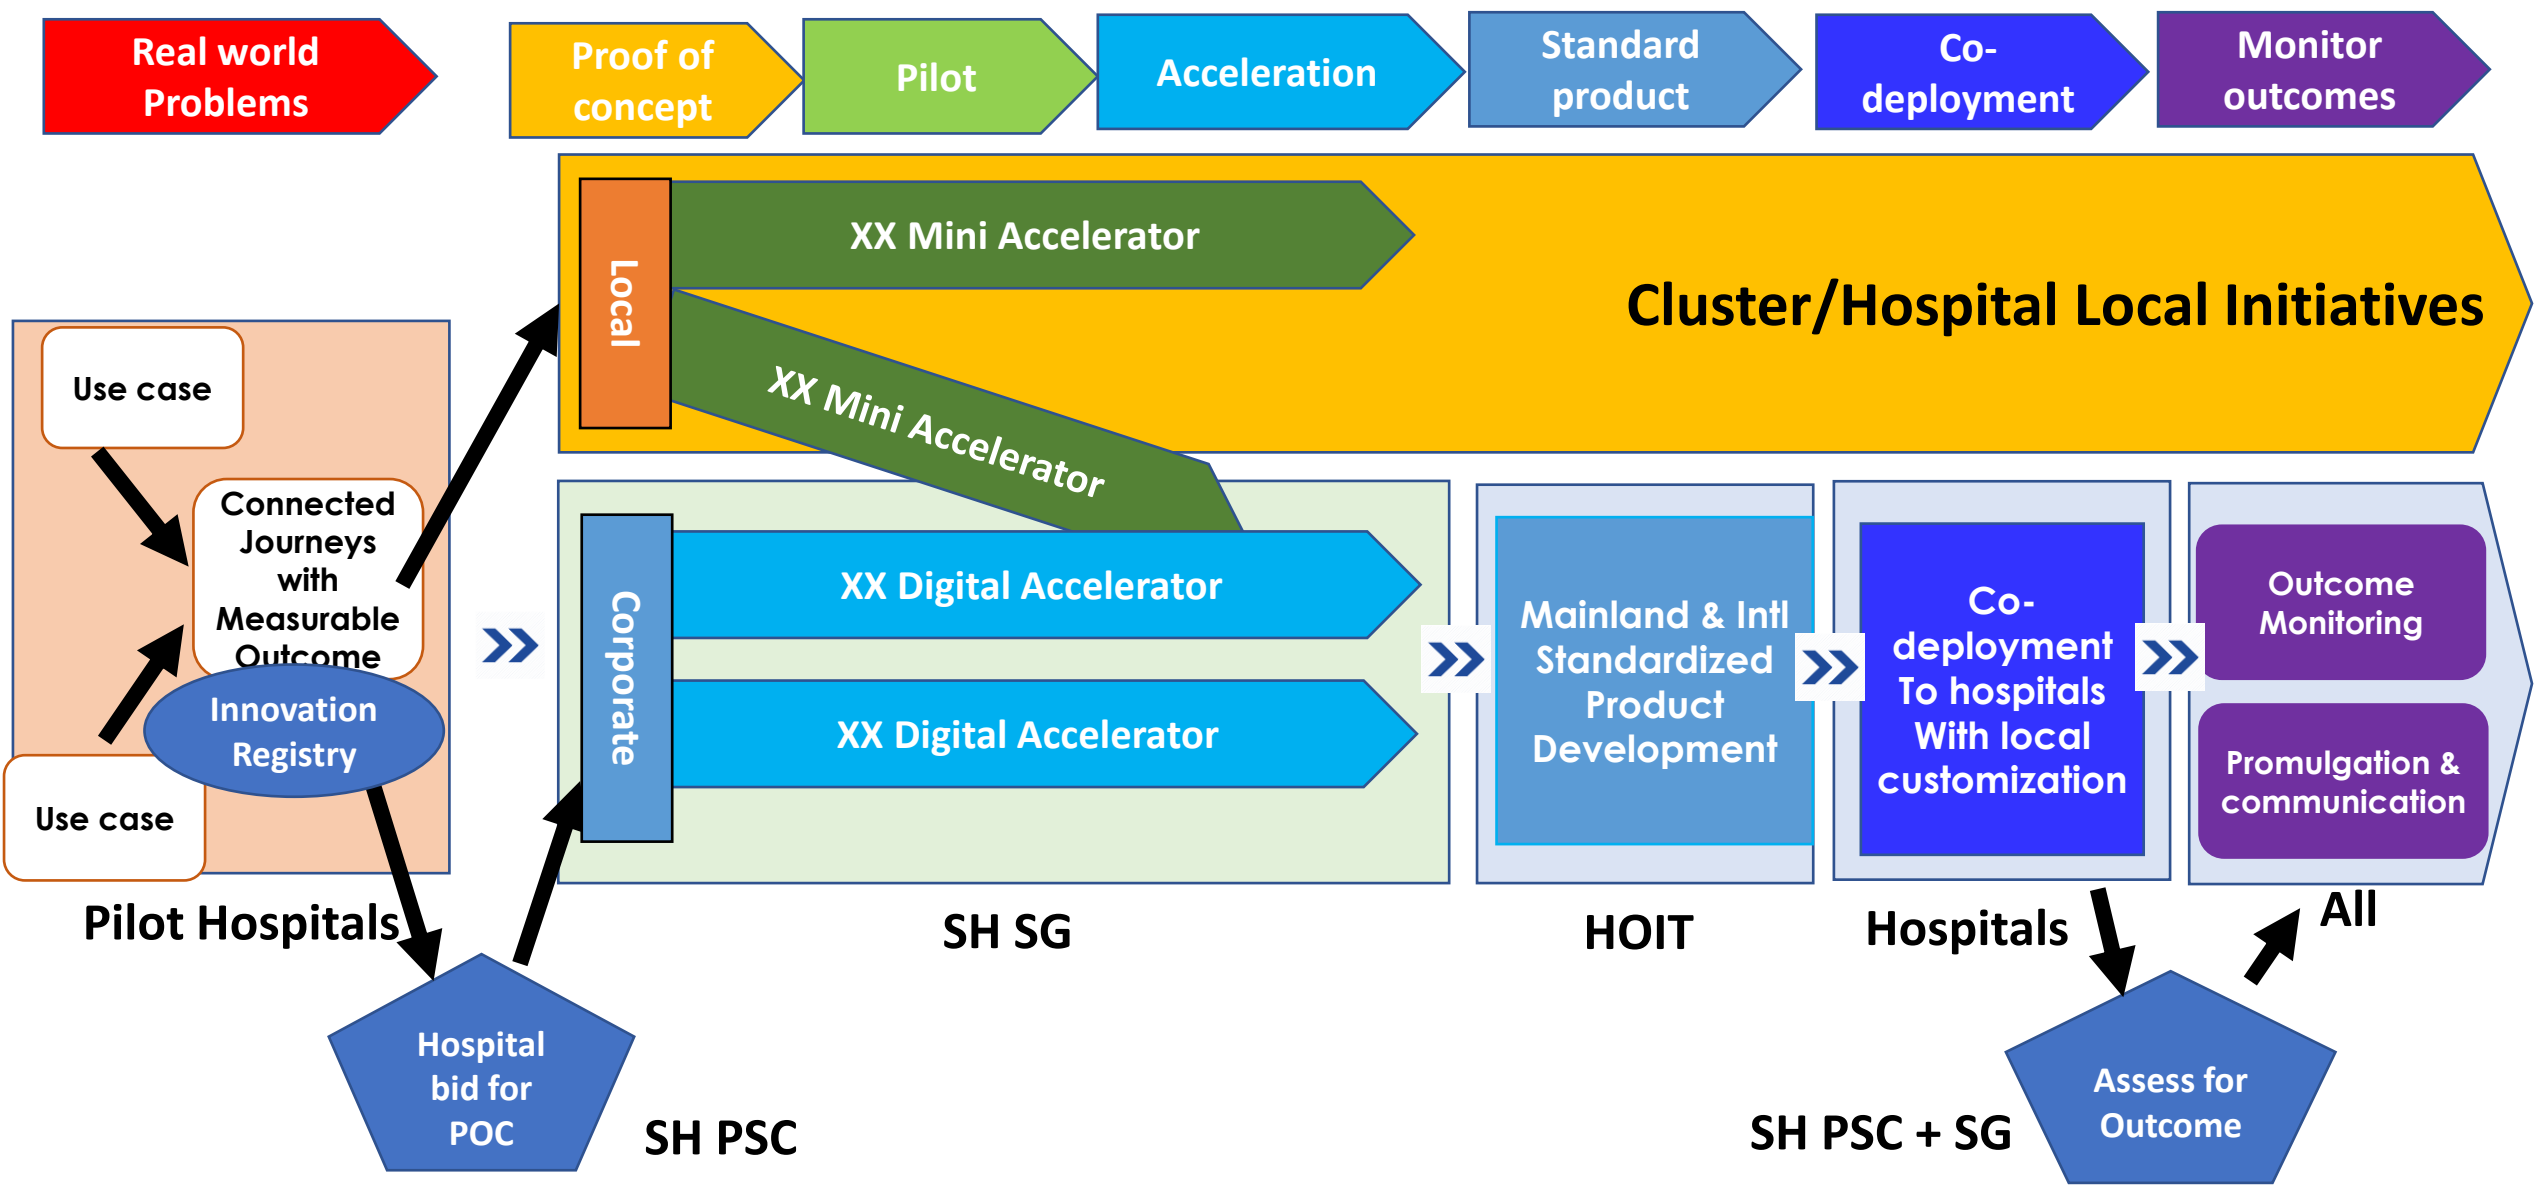 Real world
Problems
Proof of
concept
Pilot
Acceleration
Standard
product
Co-
deployment
Monitor
outcomes
Local
XX Mini Accelerator
XX Mini Accelerator
Cluster/Hospital Local Initiatives
Use case
Connected
Journeys
with
Measurable
Outcome
Innovation
Registry
Use case
Pilot Hospitals
Corporate
XX Digital Accelerator
XX Digital Accelerator
SH SG
Mainland & Intl
Standardized
Product
Development
HOIT
Co-
deployment
To hospitals
With local
customization
Hospitals
Outcome
Monitoring
Promulgation &
communication
All
Hospital
bid for
POC
SH PSC
SH PSC + SG
Assess for
Outcome